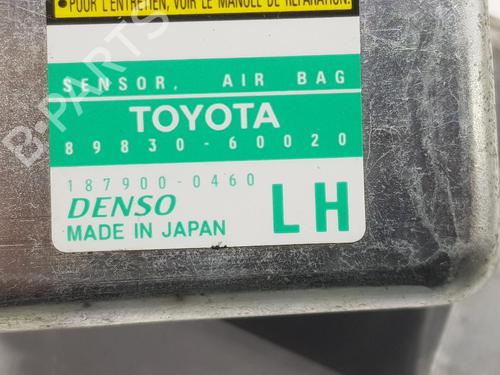 • POUR L'ENTRETIEN, VOIR LE MANUEL DE RÉPARATION.
SENSOR, AIR BAG
TOYOTA
89830-60020
187900-0460
DENSO
LH
MADE IN JAPAN
B-PARTS